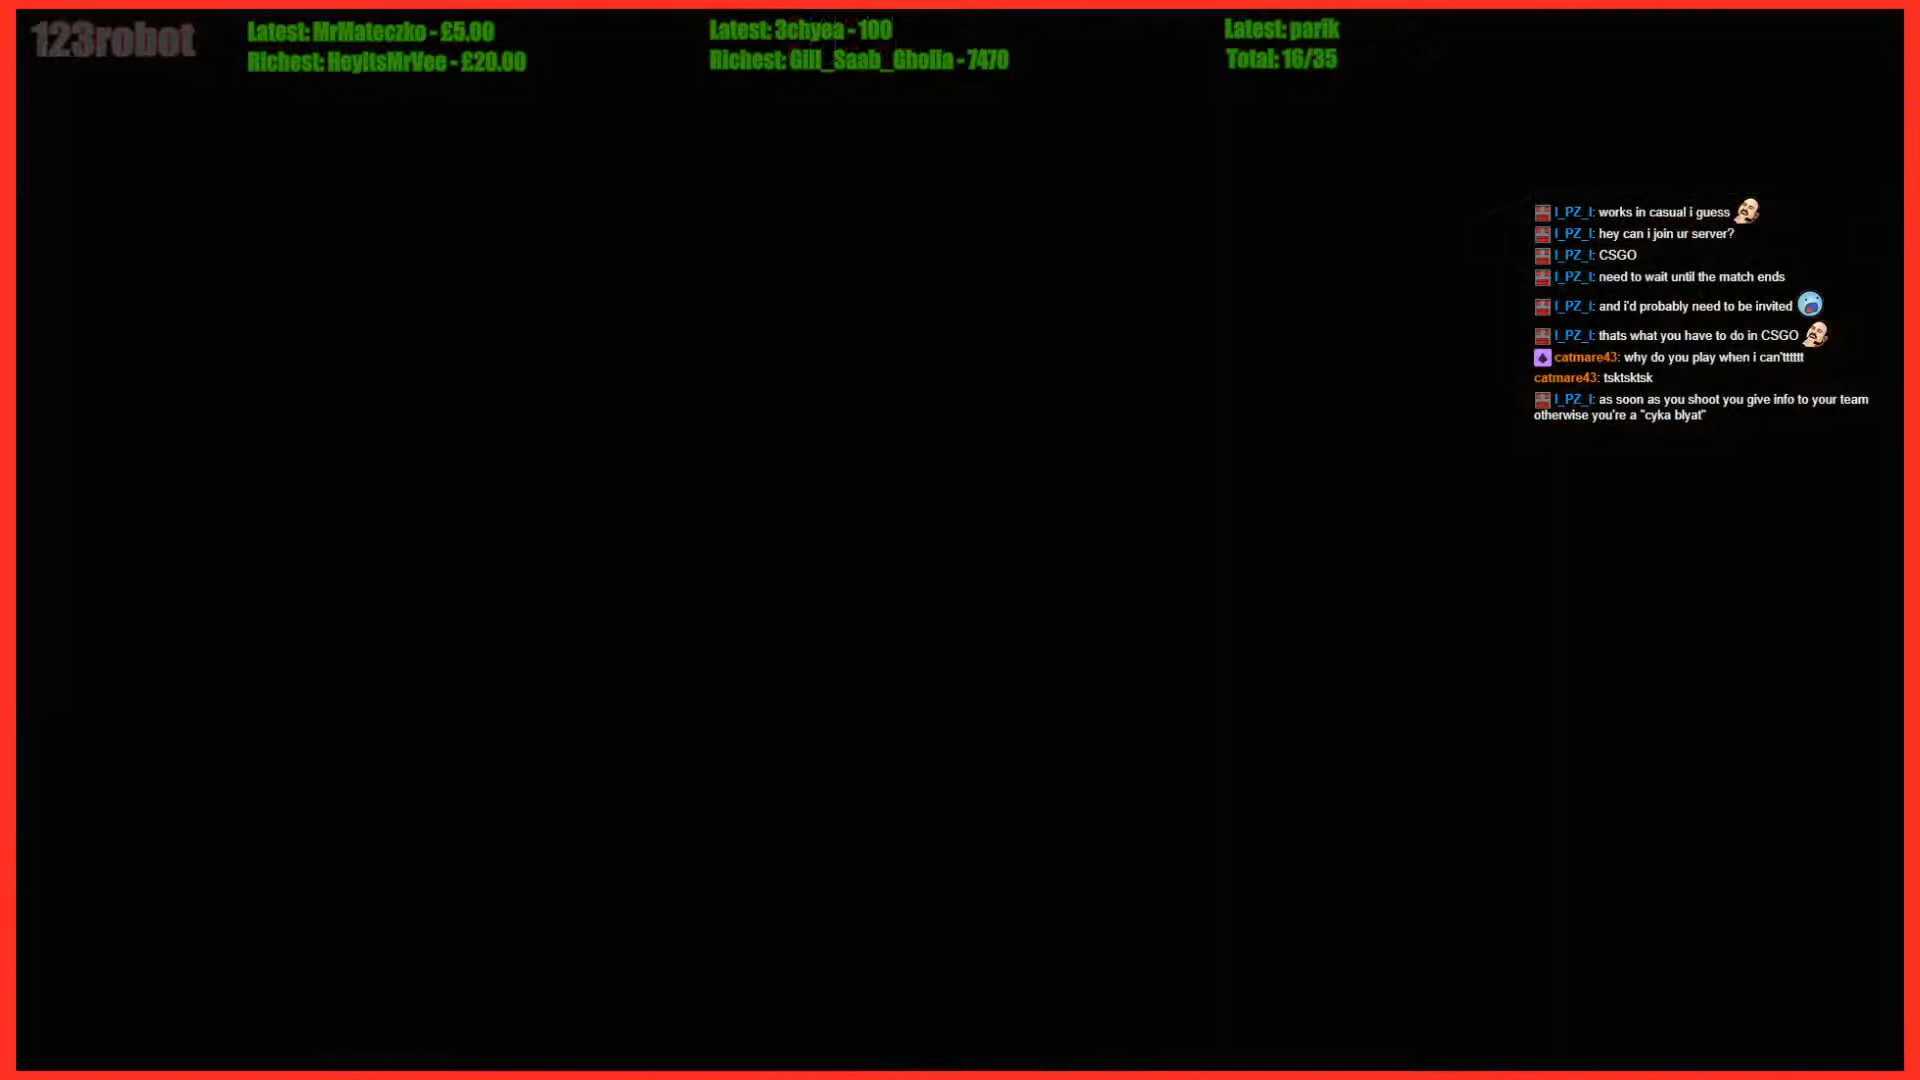 123robot
Latest: MrMateczko - £5.00
Richest: HeyItsMrVee - £20.00
Latest: 3chyea - 100
Richest: Gill_Saab_Gholia - 7470
Latest: parik
Total: 16/35
I_PZ_I: works in casual i guess
I_PZ_I: hey can i join ur server?
I_PZ_I: CSGO
I_PZ_I: need to wait until the match ends
I_PZ_I: and i'd probably need to be invited
I_PZ_I: thats what you have to do in CSGO
catmare43: why do you play when i can'tttttt
catmare43: tsktsktsk
I_PZ_I: as soon as you shoot you give info to your team
otherwise you're a "cyka blyat"